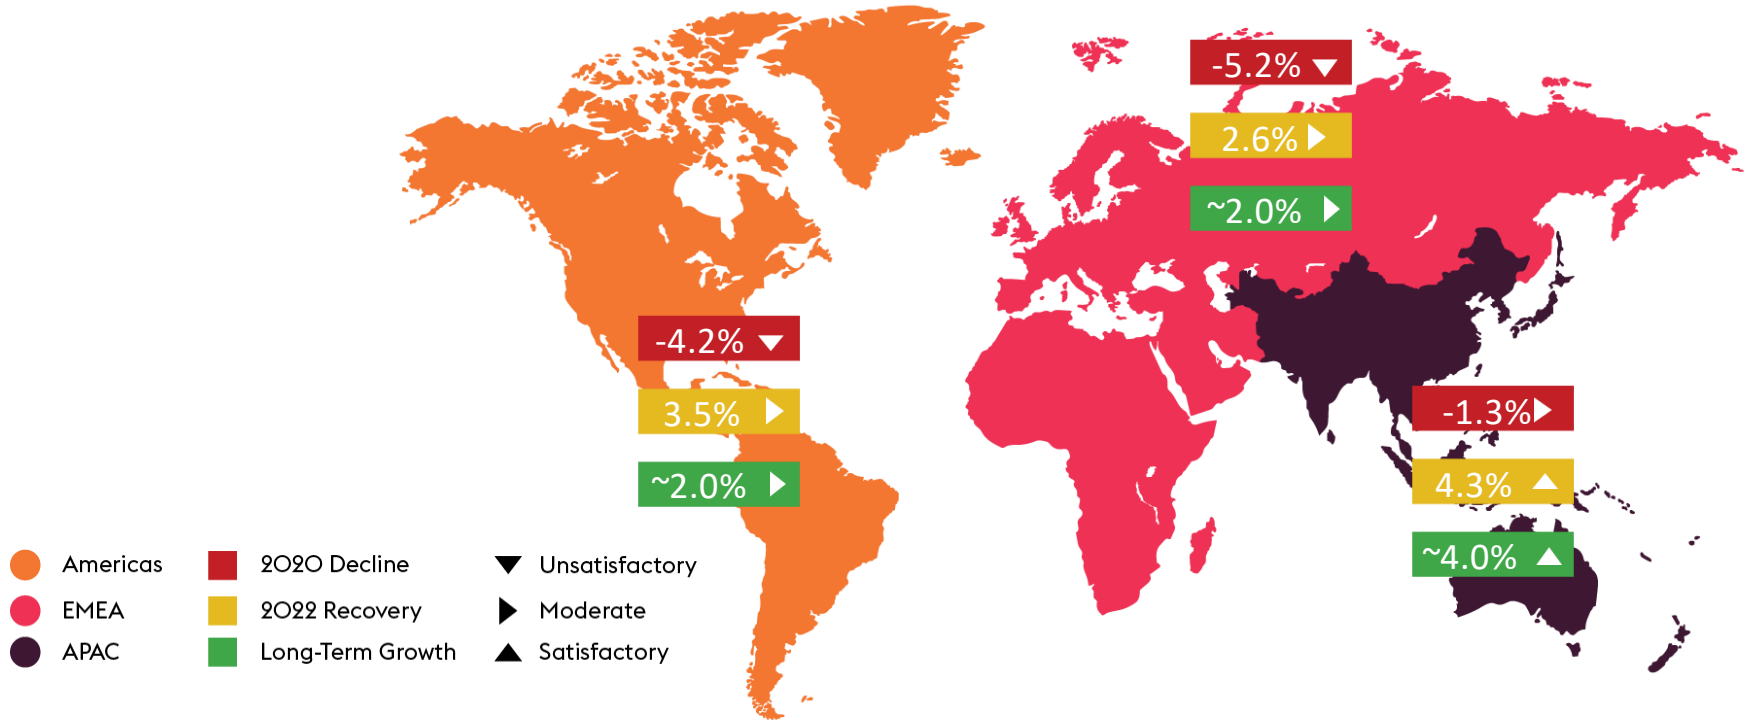 -5.2%
2.6%
~2.0%
-4.2%
3.5%
~2.0%
-1.3%
4.3%
~4.0%
Americas
2020 Decline
Unsatisfactory
EMEA
2022 Recovery
Moderate
APAC
Long-Term Growth
Satisfactory